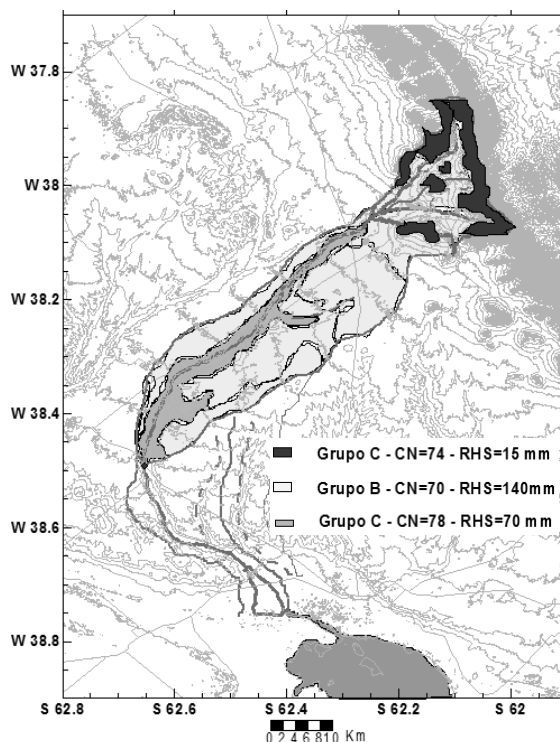 W 37.8
W 38
W 38.2
W 38.4
Grupo C - CN=74 - RHS=15 mm
Grupo B - CN=70 - RHS=140mm
Grupo C - CN=78 - RHS=70 mm
W 38.6
W 38.8
S 62.8 S 62.6 S 62.4 S 62.2 S 62
0 2 4 6 8 10 Km